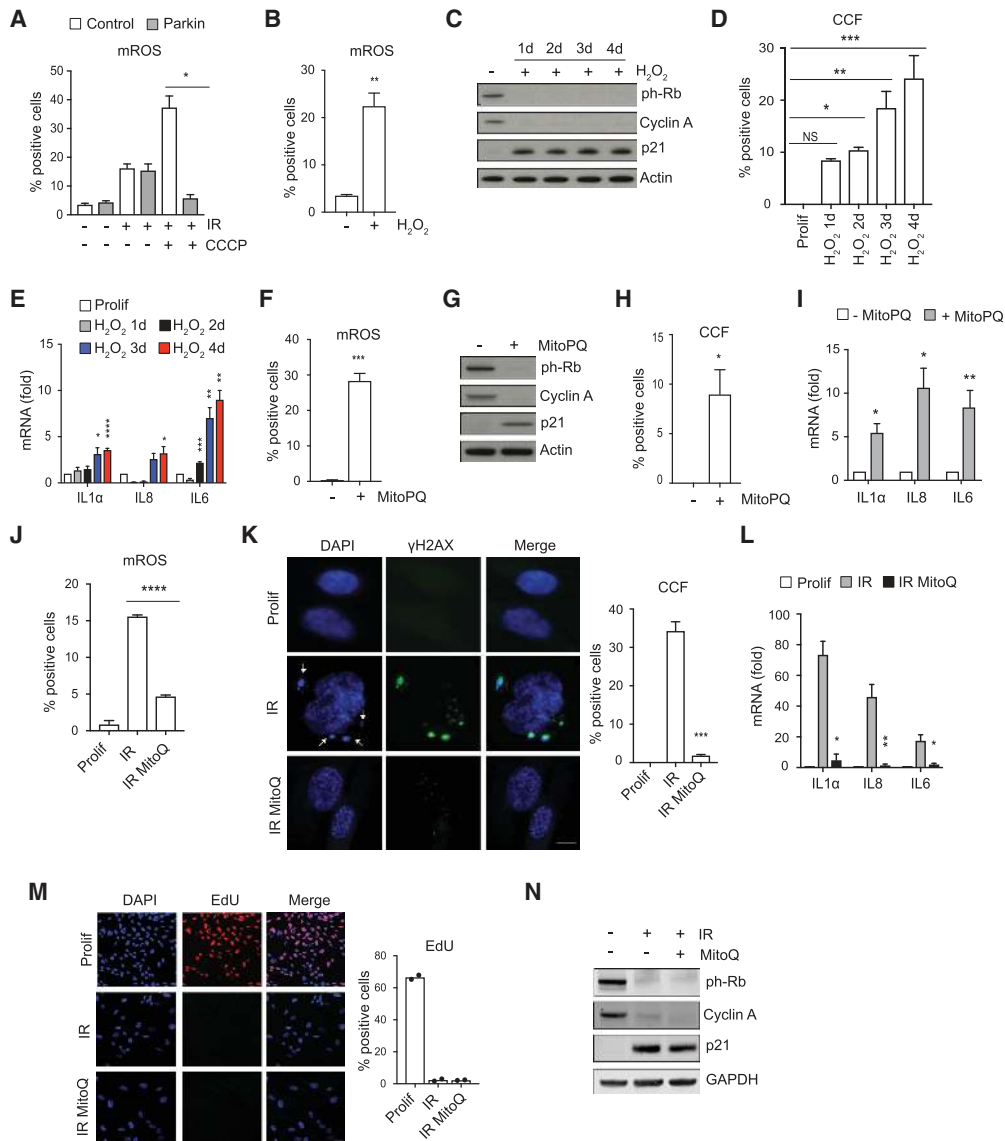 A
Control Parkin
mROS
% positive cells
50
40
30
20
10
0
- - + + + + IR
- - - - + + CCCP
*
B
mROS
% positive cells
30
20
10
0
**
- + H2O2
C
1d 2d 3d 4d
H2O2
- + + + +
ph-Rb
Cyclin A
p21
Actin
D
CCF
***
**
*
NS
% positive cells
30
20
10
0
Prolif
H2O2 1d
H2O2 2d
H2O2 3d
H2O2 4d
E
Prolif
H2O2 1d H2O2 2d
H2O2 3d H2O2 4d
mRNA (fold)
15
10
5
0
* **** * *** ** **
IL1α IL8 IL6
F
mROS
% positive cells
40
30
20
10
0
***
- + MitoPQ
G
- + MitoPQ
ph-Rb
Cyclin A
p21
Actin
H
CCF
% positive cells
15
10
5
0
*
- + MitoPQ
I
- MitoPQ + MitoPQ
mRNA (fold)
15
10
5
0
* * **
IL1α IL8 IL6
J
mROS
% positive cells
20
15
10
5
0
****
Prolif
IR
IR MitoQ
K
DAPI γH2AX Merge
Prolif
IR
IR MitoQ
CCF
% positive cells
40
30
20
10
0
***
Prolif
IR
IR MitoQ
L
Prolif IR IR MitoQ
mRNA (fold)
100
80
60
40
20
0
* ** *
IL1α IL8 IL6
M
DAPI EdU Merge
Prolif
IR
IR MitoQ
EdU
% positive cells
80
60
40
20
0
Prolif
IR
IR MitoQ
N
- + + IR
- - + MitoQ
ph-Rb
Cyclin A
p21
GAPDH